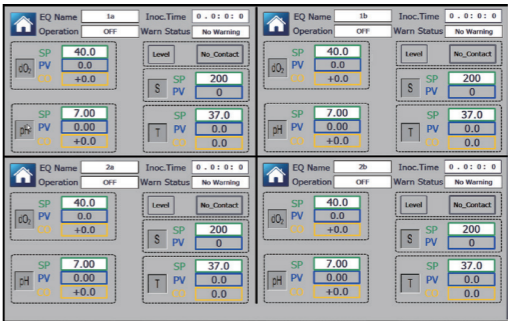 EQ Name 1a Inoc.Time 0.0:0:0
Operation OFF Warn Status No Warning
SP 40.0 Level No_Contact
dO₂ PV 0.0
CO +0.0 SP 200
S PV 0
SP 7.00 SP 37.0
pH PV 0.00 T PV 0.0
CO +0.0 CO 0.0
EQ Name 1b Inoc.Time 0.0:0:0
Operation OFF Warn Status No Warning
SP 40.0 Level No_Contact
dO₂ PV 0.0
CO +0.0 SP 200
S PV 0
SP 7.00 SP 37.0
pH PV 0.00 T PV 0.0
CO +0.0 CO 0.0
EQ Name 2a Inoc.Time 0.0:0:0
Operation OFF Warn Status No Warning
SP 40.0 Level No_Contact
dO₂ PV 0.0
CO +0.0 SP 200
S PV 0
SP 7.00 SP 37.0
pH PV 0.00 T PV 0.0
CO +0.0 CO 0.0
EQ Name 2b Inoc.Time 0.0:0:0
Operation OFF Warn Status No Warning
SP 40.0 Level No_Contact
dO₂ PV 0.0
CO +0.0 SP 200
S PV 0
SP 7.00 SP 37.0
pH PV 0.00 T PV 0.0
CO +0.0 CO 0.0